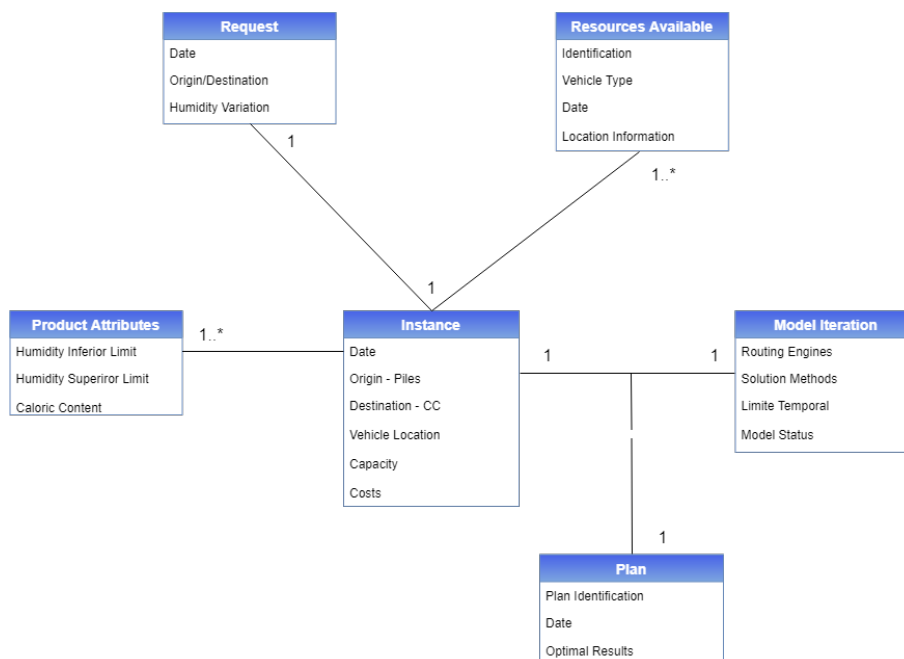 Request
Date
Origin/Destination
Humidity Variation
1
Resources Available
Identification
Vehicle Type
Date
Location Information
1..*
Product Attributes
Humidity Inferior Limit
Humidity Superiror Limit
Caloric Content
1..*
1
Instance
Date
Origin - Piles
Destination - CC
Vehicle Location
Capacity
Costs
1
1
Model Iteration
Routing Engines
Solution Methods
Limite Temporal
Model Status
1
Plan
Plan Identification
Date
Optimal Results